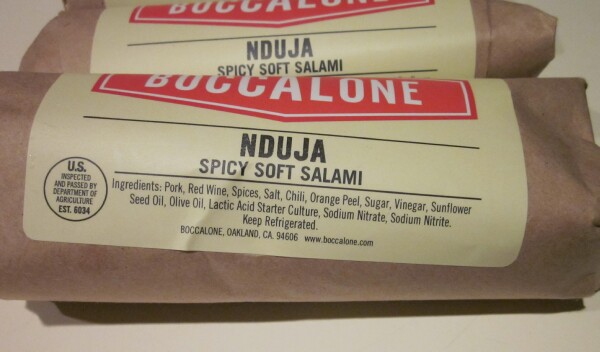 BOCCALONE
NDUJA
SPICY SOFT SALAMI
BOCCALONE
NDUJA
SPICY SOFT SALAMI
U.S.
INSPECTED
AND PASSED BY
DEPARTMENT OF
AGRICULTURE
EST. 6034
Ingredients: Pork, Red Wine, Spices, Salt, Chili, Orange Peel, Sugar, Vinegar, Sunflower
Seed Oil, Olive Oil, Lactic Acid Starter Culture, Sodium Nitrate, Sodium Nitrite.
Keep Refrigerated.
BOCCALONE, OAKLAND, CA. 94606 www.boccalone.com